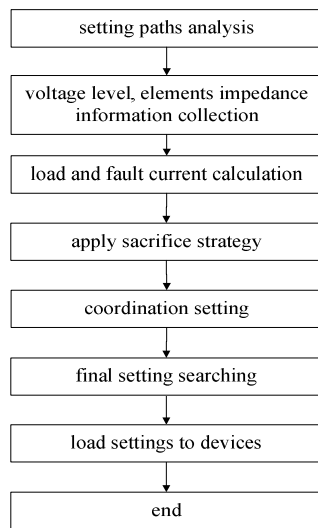 setting paths analysis
voltage level, elements impedance
information collection
load and fault current calculation
apply sacrifice strategy
coordination setting
final setting searching
load settings to devices
end